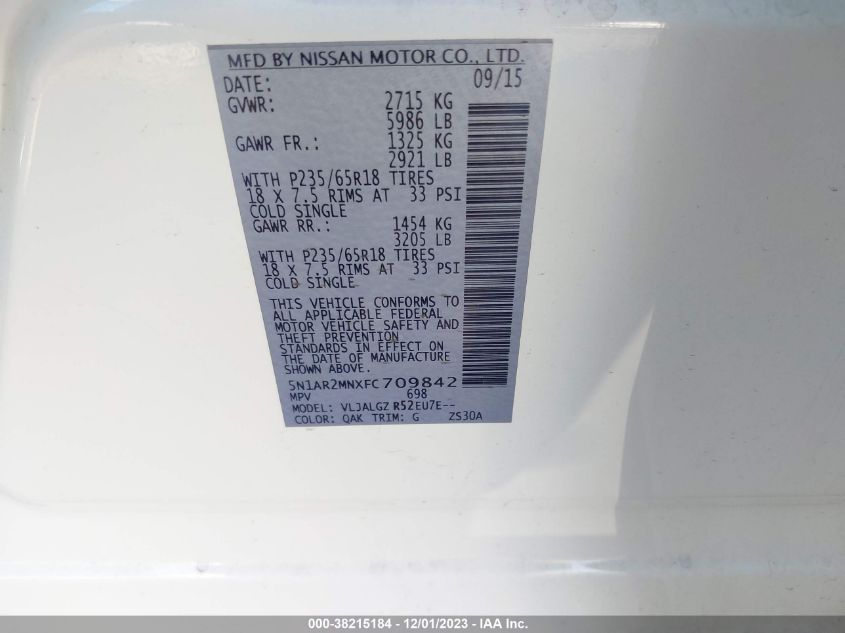 MFD BY NISSAN MOTOR CO., LTD.
DATE: 09/15
GVWR: 2715 KG
5986 LB
GAWR FR.: 1325 KG
2921 LB
WITH P235/65R18 TIRES
18 X 7.5 RIMS AT 33 PSI
COLD SINGLE
GAWR RR.: 1454 KG
3205 LB
WITH P235/65R18 TIRES
18 X 7.5 RIMS AT 33 PSI
COLD SINGLE
THIS VEHICLE CONFORMS TO
ALL APPLICABLE FEDERAL
MOTOR VEHICLE SAFETY AND
THEFT PREVENTION
STANDARDS IN EFFECT ON
THE DATE OF MANUFACTURE
SHOWN ABOVE.
5N1AR2MNXFC709842
MPV 698
MODEL: VLJALGZ R52EU7E--
COLOR: QAK TRIM: G ZS30A
000-38215184 - 12/01/2023 - IAA Inc.